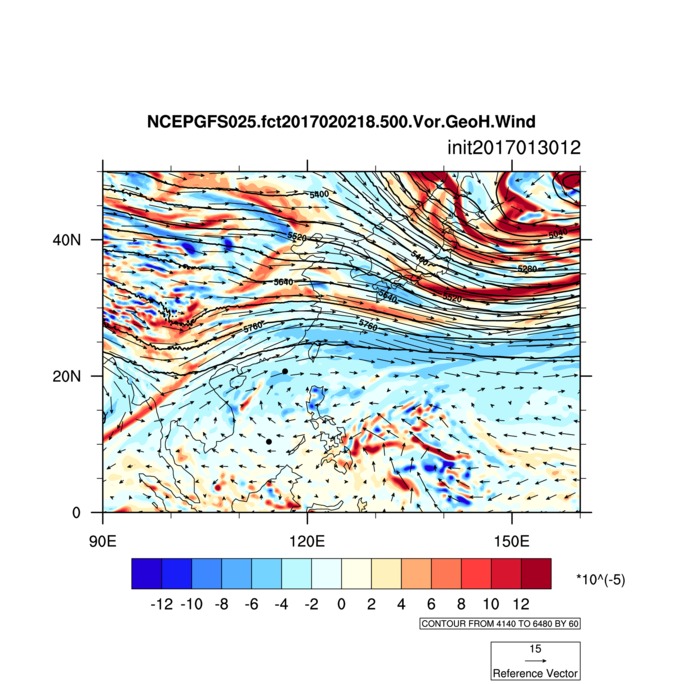 NCEPGFS025.fct2017020218.500.Vor.GeoH.Wind
init2017013012
5400
5520
5640
5760
5760
5640
5400
5520
5280
5040
40N
20N
0
90E 120E 150E
-12 -10 -8 -6 -4 -2 0 2 4 6 8 10 12
*10^(-5)
CONTOUR FROM 4140 TO 6480 BY 60
15
Reference Vector